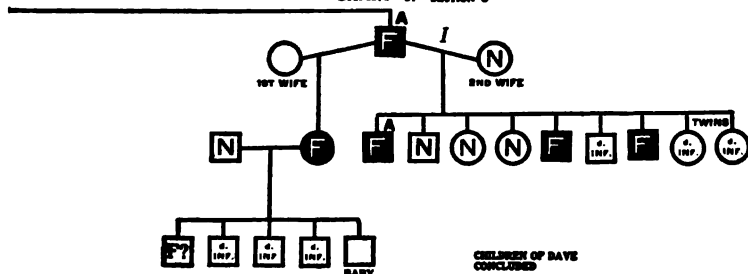 A
F
I
N
1ST WIFE
2ND WIFE
A
TWINS
N F F N N N F d. INF. F d. INF. d. INF.
F? d. INF. d. INF. d. INF.
BABY
CHILDREN OF DAVE
CONCLUDED